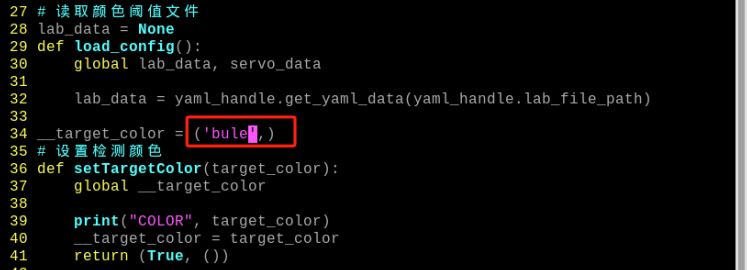 27 # 读取颜色阈值文件
28 lab_data = None
29 def load_config():
30     global lab_data, servo_data
31
32     lab_data = yaml_handle.get_yaml_data(yaml_handle.lab_file_path)
33
34 __target_color = ('bule',)
35 # 设置检测颜色
36 def setTargetColor(target_color):
37     global __target_color
38
39     print("COLOR", target_color)
40     __target_color = target_color
41     return (True, ())